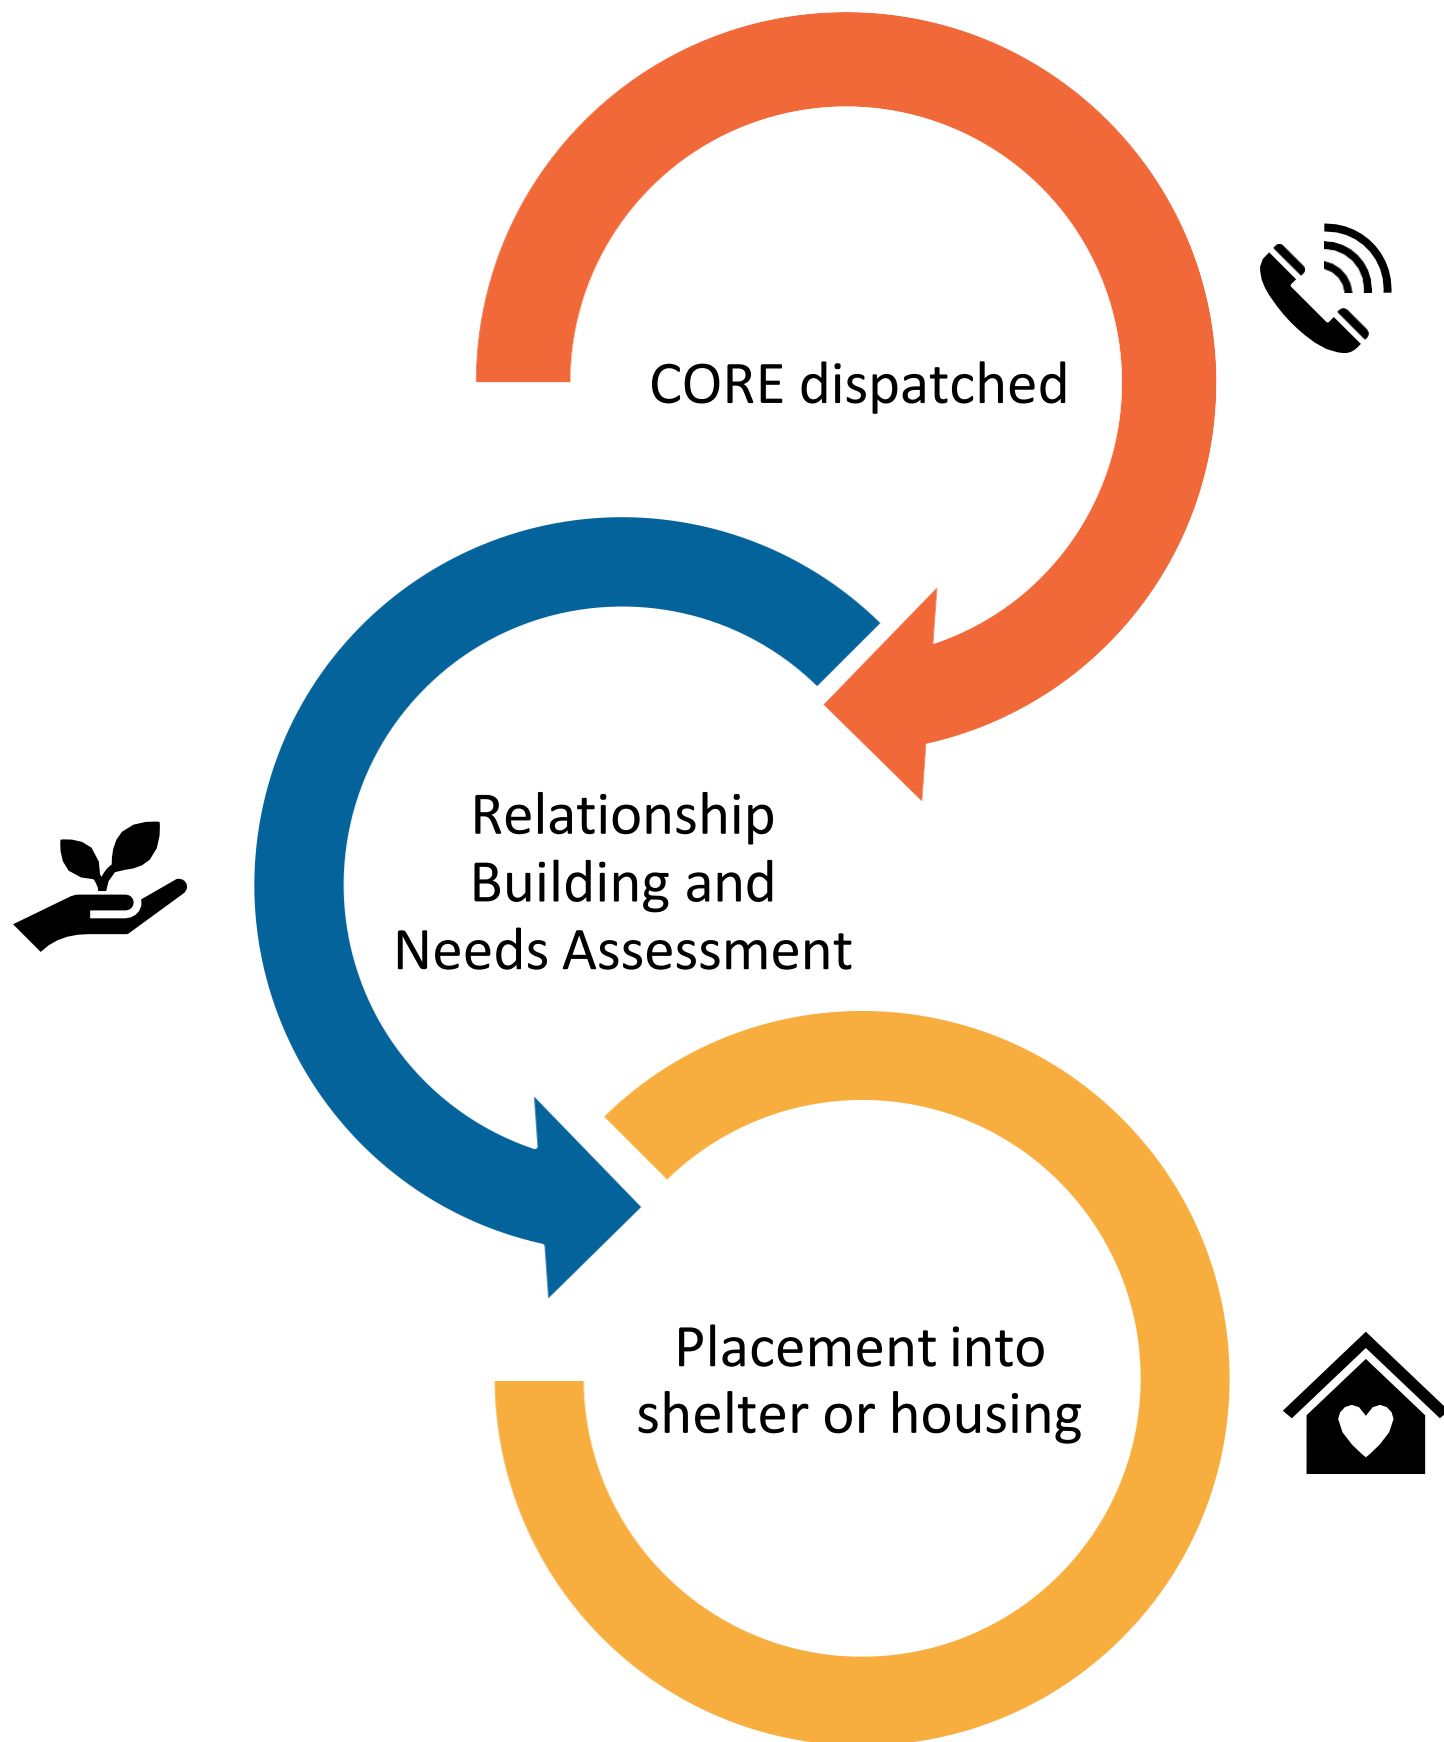 CORE dispatched
Relationship
Building and
Needs Assessment
Placement into
shelter or housing